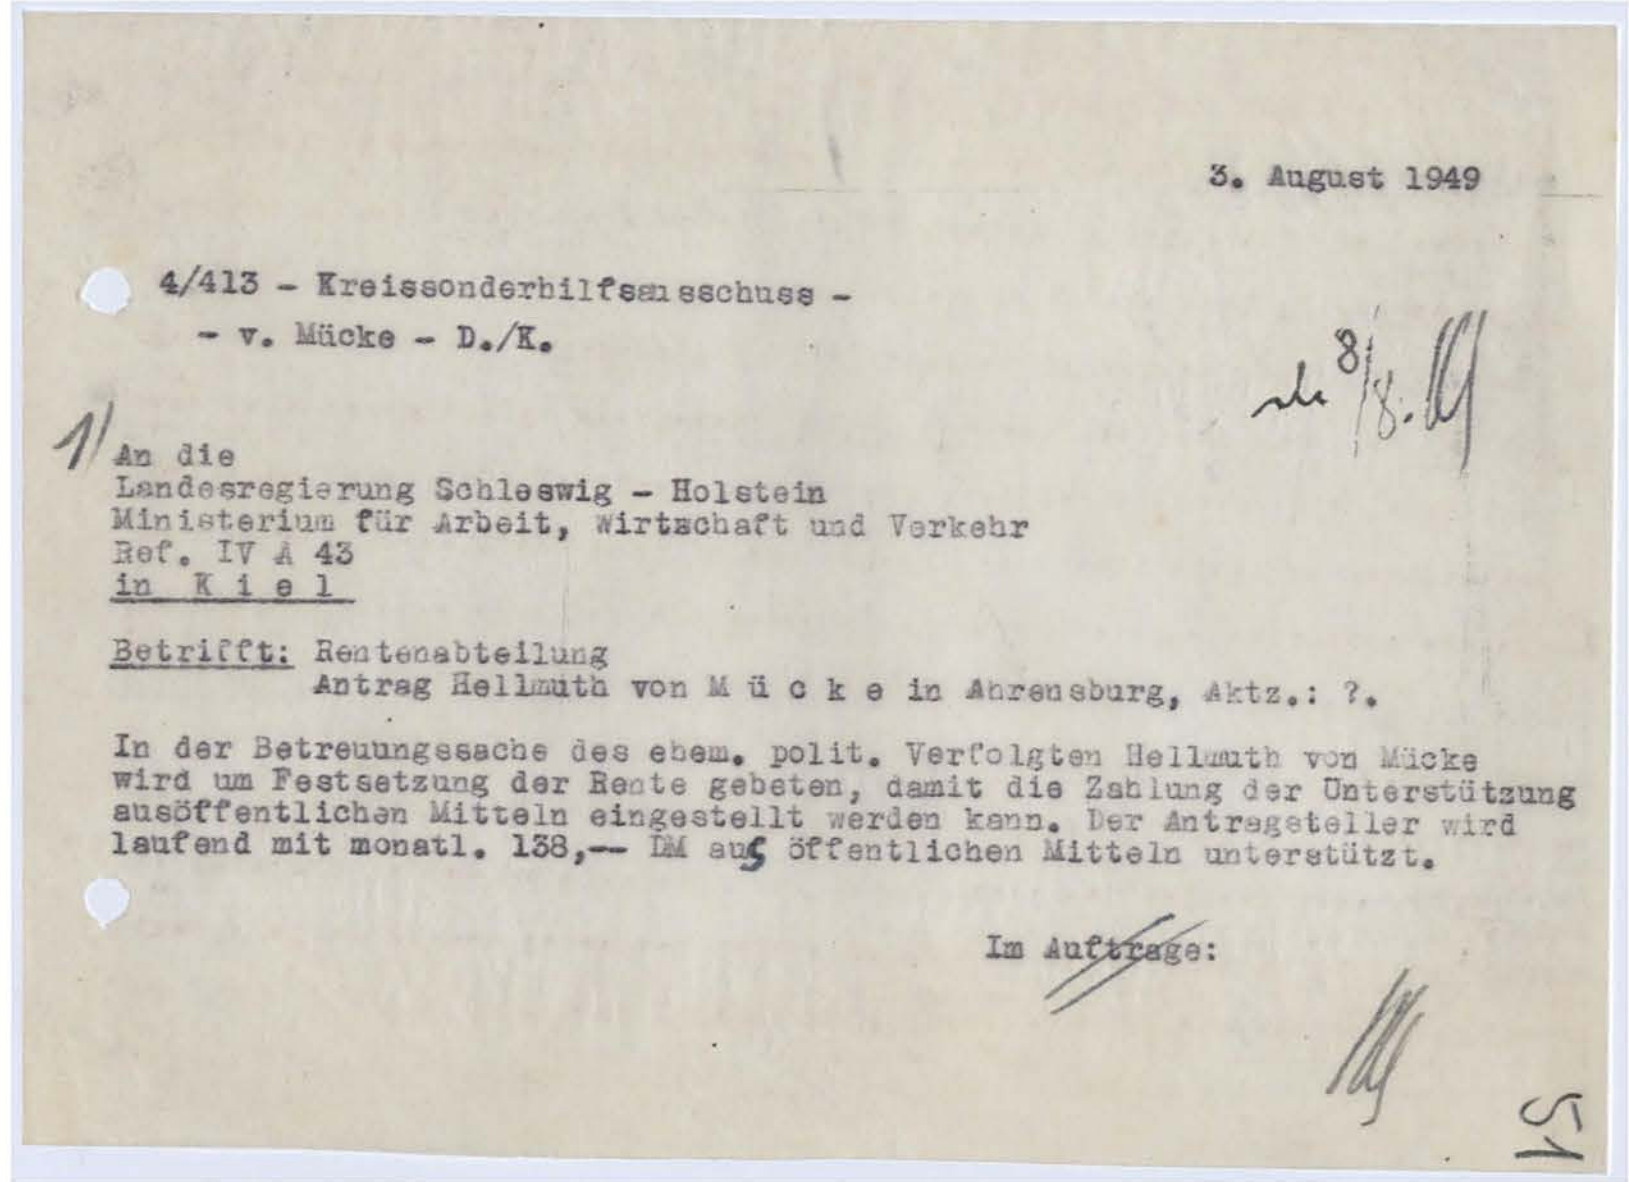 3. August 1949
4/413 - Kreissonderhilfsausschuss -
- v. Mücke - D./K.
8/8.
1)
An die
Landesregierung Schleswig - Holstein
Ministerium für Arbeit, Wirtschaft und Verkehr
Ref. IV A 43
in K i e l
Betrifft: Rentenabteilung
Antrag Hellmuth von M ü c k e in Ahrensburg, Aktz.: ?.
In der Betreuungssache des ehem. polit. Verfolgten Hellmuth von Mücke
wird um Festsetzung der Rente gebeten, damit die Zahlung der Unterstützung
ausöffentlichen Mitteln eingestellt werden kann. Der Antragsteller wird
laufend mit monatl. 138,-- DM aus öffentlichen Mitteln unterstützt.
Im Auftrage:
51